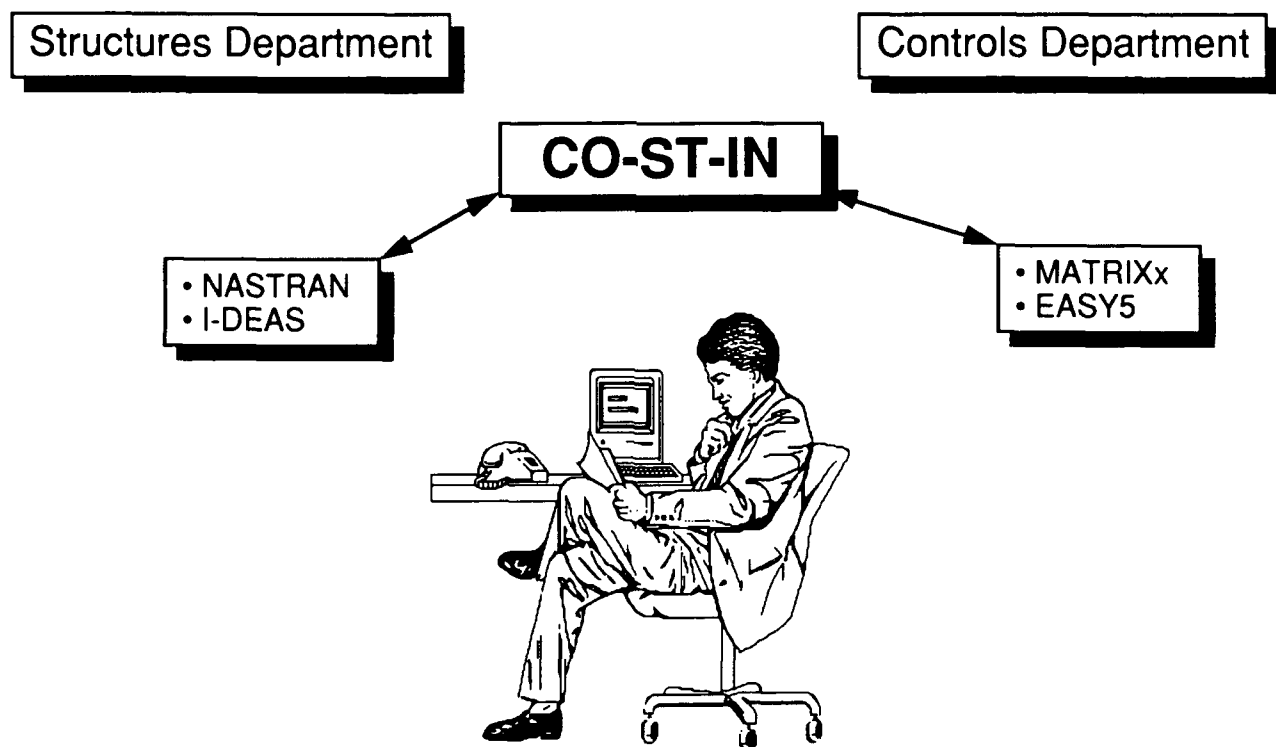 Structures Department
Controls Department
CO-ST-IN
• NASTRAN
• I-DEAS
• MATRIXx
• EASY5